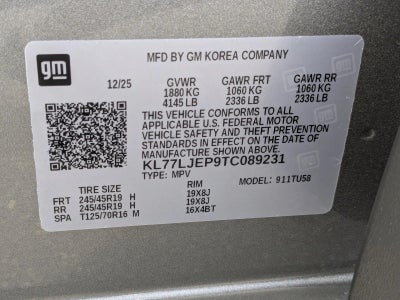 gm
MFD BY GM KOREA COMPANY
12/25 GVWR GAWR FRT GAWR RR
1880 KG 1060 KG 1060 KG
4145 LB 2336 LB 2336 LB
THIS VEHICLE CONFORMS TO ALL
APPLICABLE U.S. FEDERAL MOTOR
VEHICLE SAFETY AND THEFT PREVENTION
STANDARDS IN EFFECT ON THE DATE OF
MANUFACTURE SHOWN ABOVE.
KL77LJEP9TC089231
TYPE: MPV MODEL: 911TU58
TIRE SIZE RIM
FRT 245/45R19 H 19X8J
RR 245/45R19 H 19X8J
SPA T125/70R16 M 16X4BT